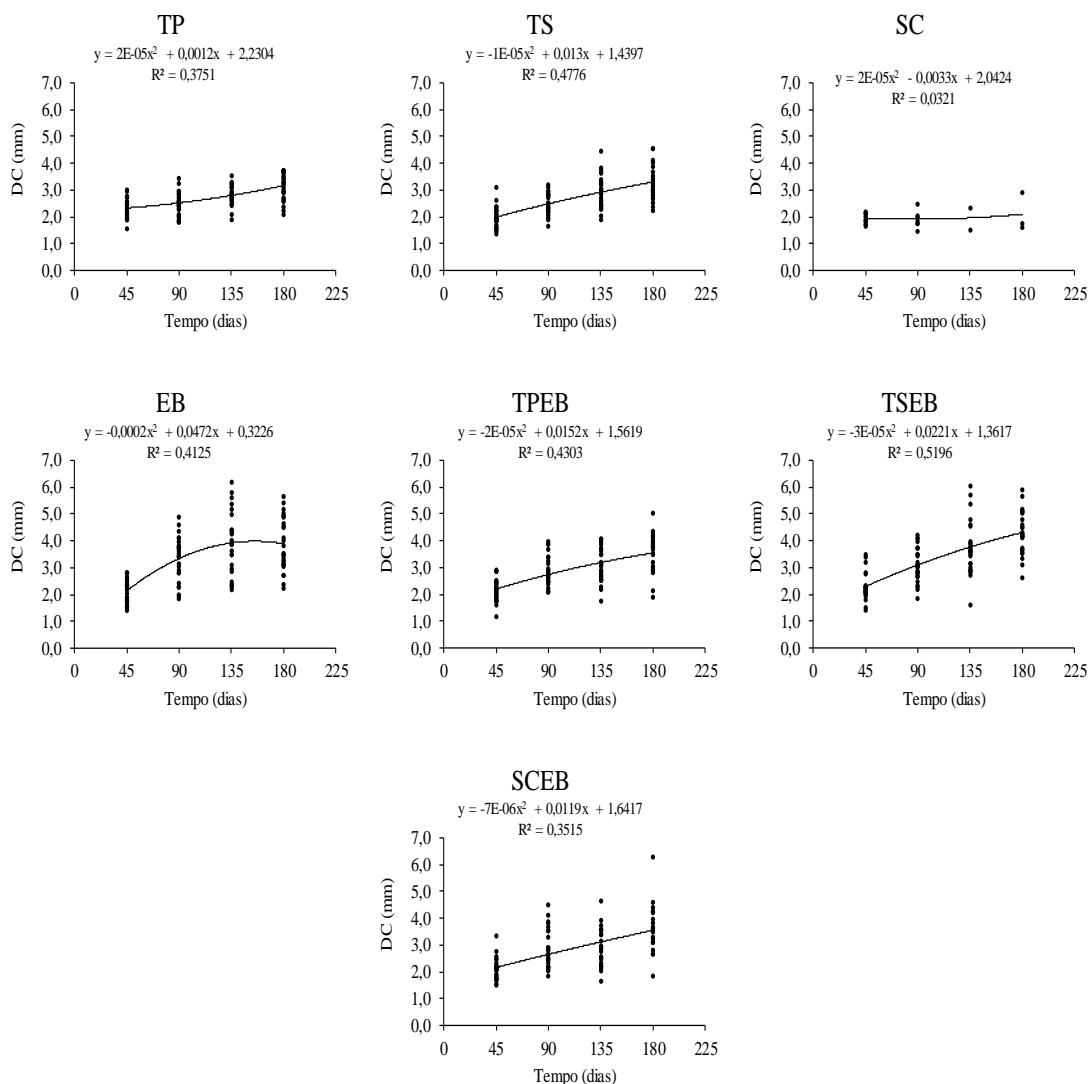 TP
y = 2E-05x² + 0,0012x + 2,2304
R² = 0,3751
DC (mm)
7,0
6,0
5,0
4,0
3,0
2,0
1,0
0,0
0 45 90 135 180 225
Tempo (dias)
TS
y = -1E-05x² + 0,013x + 1,4397
R² = 0,4776
DC (mm)
7,0
6,0
5,0
4,0
3,0
2,0
1,0
0,0
0 45 90 135 180 225
Tempo (dias)
SC
y = 2E-05x² - 0,0033x + 2,0424
R² = 0,0321
DC (mm)
7,0
6,0
5,0
4,0
3,0
2,0
1,0
0,0
0 45 90 135 180 225
Tempo (dias)
EB
y = -0,0002x² + 0,0472x + 0,3226
R² = 0,4125
DC (mm)
7,0
6,0
5,0
4,0
3,0
2,0
1,0
0,0
0 45 90 135 180 225
Tempo (dias)
TPEB
y = -2E-05x² + 0,0152x + 1,5619
R² = 0,4303
DC (mm)
7,0
6,0
5,0
4,0
3,0
2,0
1,0
0,0
0 45 90 135 180 225
Tempo (dias)
TSEB
y = -3E-05x² + 0,0221x + 1,3617
R² = 0,5196
DC (mm)
7,0
6,0
5,0
4,0
3,0
2,0
1,0
0,0
0 45 90 135 180 225
Tempo (dias)
SCEB
y = -7E-06x² + 0,0119x + 1,6417
R² = 0,3515
DC (mm)
7,0
6,0
5,0
4,0
3,0
2,0
1,0
0,0
0 45 90 135 180 225
Tempo (dias)